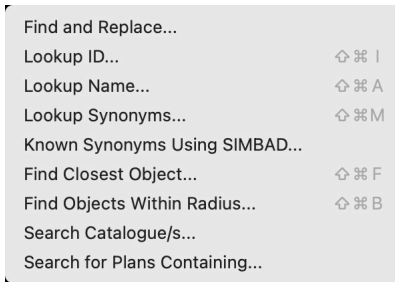 Find and Replace...
Lookup ID... ⇧⌘ I
Lookup Name... ⇧⌘ A
Lookup Synonyms... ⇧⌘M
Known Synonyms Using SIMBAD...
Find Closest Object... ⇧⌘ F
Find Objects Within Radius... ⇧⌘ B
Search Catalogue/s...
Search for Plans Containing...